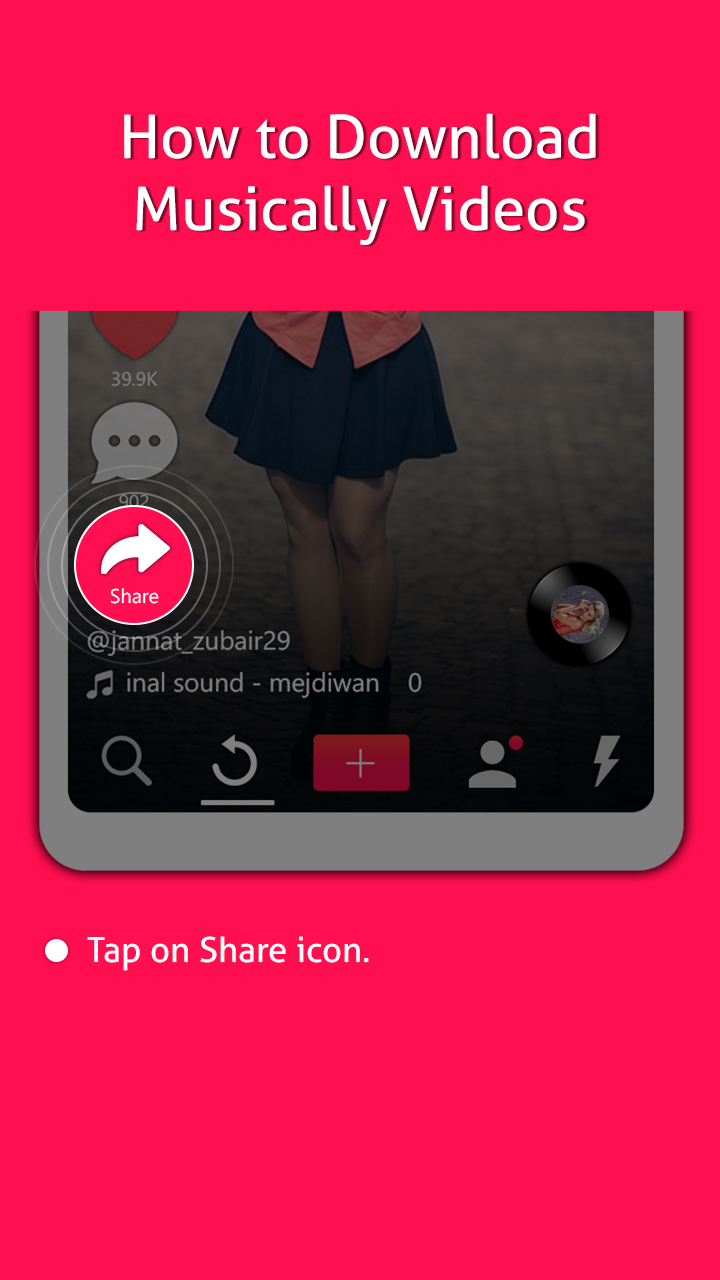 How to Download
Musically Videos
39.9K
902
Share
@jannat_zubair29
inal sound - mejdiwan 0
Tap on Share icon.